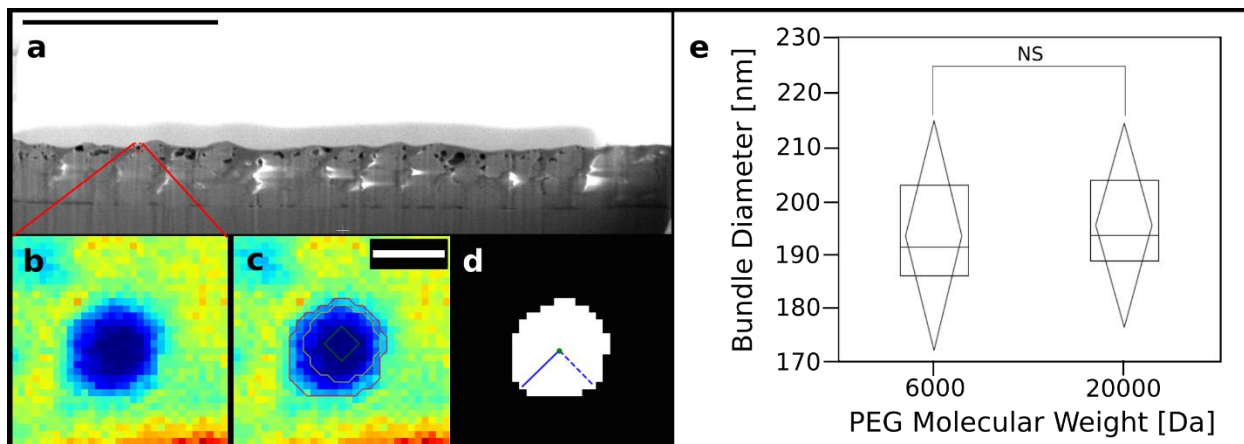 a
b
c
d
e
Bundle Diameter [nm]
230
220
210
200
190
180
170
NS
6000
20000
PEG Molecular Weight [Da]